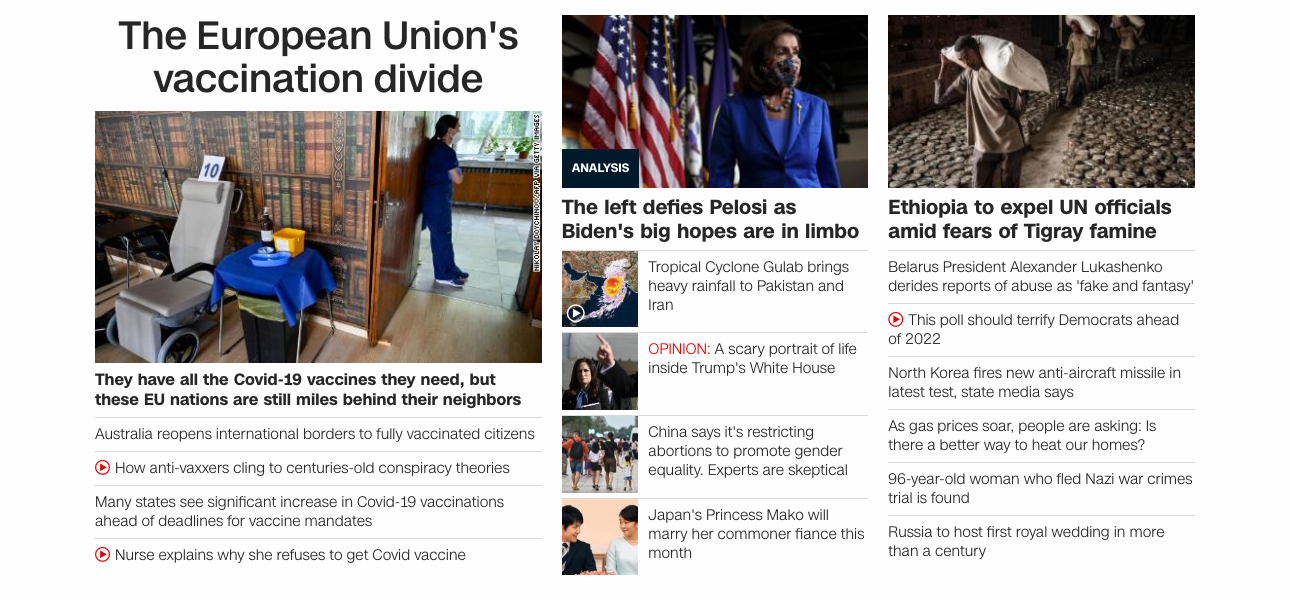 The European Union's
vaccination divide
10
NIKOLAY DOYCHINOV/AFP VIA GETTY IMAGES
They have all the Covid-19 vaccines they need, but
these EU nations are still miles behind their neighbors
Australia reopens international borders to fully vaccinated citizens
How anti-vaxxers cling to centuries-old conspiracy theories
Many states see significant increase in Covid-19 vaccinations
ahead of deadlines for vaccine mandates
Nurse explains why she refuses to get Covid vaccine
ANALYSIS
The left defies Pelosi as
Biden's big hopes are in limbo
Tropical Cyclone Gulab brings
heavy rainfall to Pakistan and
Iran
OPINION: A scary portrait of life
inside Trump's White House
China says it's restricting
abortions to promote gender
equality. Experts are skeptical
Japan's Princess Mako will
marry her commoner fiance this
month
Ethiopia to expel UN officials
amid fears of Tigray famine
Belarus President Alexander Lukashenko
derides reports of abuse as 'fake and fantasy'
This poll should terrify Democrats ahead
of 2022
North Korea fires new anti-aircraft missile in
latest test, state media says
As gas prices soar, people are asking: Is
there a better way to heat our homes?
96-year-old woman who fled Nazi war crimes
trial is found
Russia to host first royal wedding in more
than a century